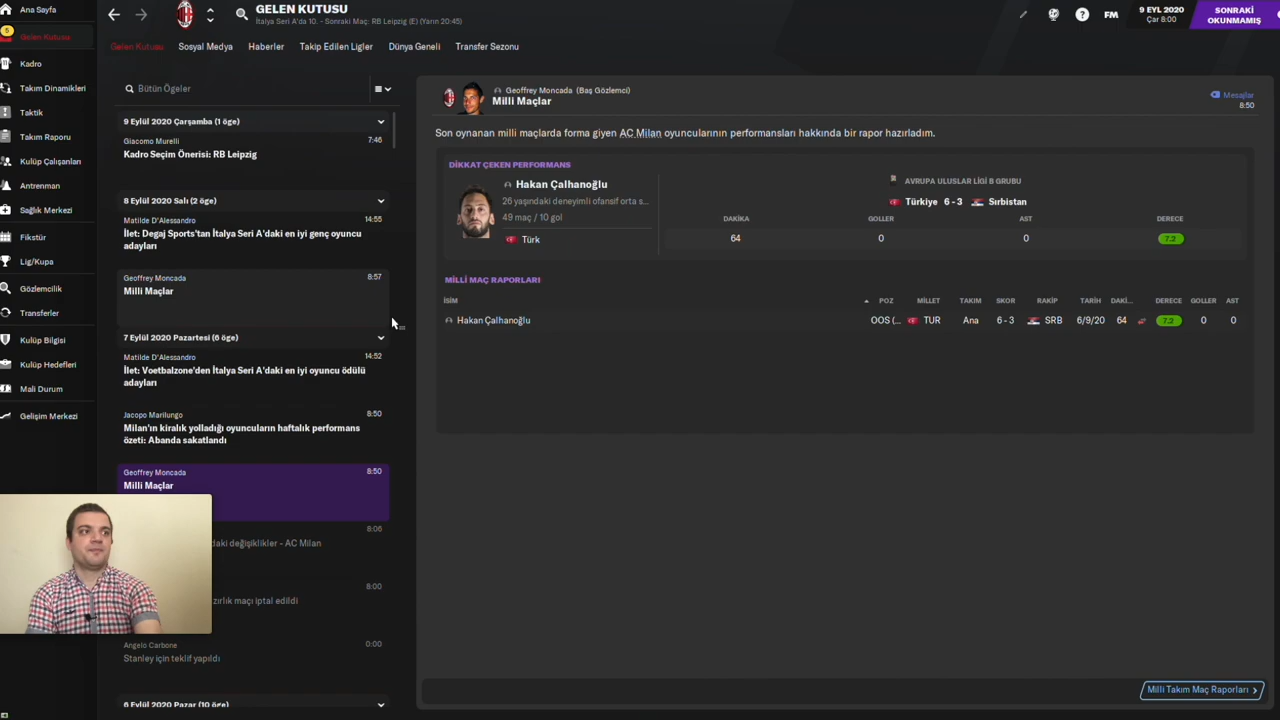 Ana Sayfa
5
Gelen Kutusu
Kadro
Takım Dinamikleri
Taktik
Takım Raporu
Kulüp Çalışanları
Antrenman
Sağlık Merkezi
Fikstür
Lig/Kupa
Gözlemcilik
Transferler
Kulüp Bilgisi
Kulüp Hedefleri
Mali Durum
Gelişim Merkezi
GELEN KUTUSU
İtalya Seri A'da 10. - Sonraki Maç: RB Leipzig (E) (Yarın 20:45)
FM
9 EYL 2020
Çar 8:00
SONRAKİ
OKUNMAMIŞ
Gelen Kutusu
Sosyal Medya
Haberler
Takip Edilen Ligler
Dünya Geneli
Transfer Sezonu
Bütün Ögeler
9 Eylül 2020 Çarşamba (1 öge)
Giacomo Murelli 7:46
Kadro Seçim Önerisi: RB Leipzig
8 Eylül 2020 Salı (2 öge)
Matilde D'Alessandro 14:55
İlet: Degaj Sports'tan İtalya Seri A'daki en iyi genç oyuncu
adayları
Geoffrey Moncada 8:57
Milli Maçlar
7 Eylül 2020 Pazartesi (6 öge)
Matilde D'Alessandro 14:52
İlet: Voetbalzone'den İtalya Seri A'daki en iyi oyuncu ödülü
adayları
Jacopo Marilungo 8:50
Milan'ın kiralık yolladığı oyuncuların haftalık performans
özeti: Abanda sakatlandı
Geoffrey Moncada 8:50
Milli Maçlar
8:06
daki değişiklikler - AC Milan
8:00
zırlık maçı iptal edildi
Angelo Carbone 0:00
Stanley için teklif yapıldı
6 Eylül 2020 Pazar (10 öge)
Geoffrey Moncada (Baş Gözlemci)
Milli Maçlar
Mesajlar
8:50
Son oynanan milli maçlarda forma giyen AC Milan oyuncularının performansları hakkında bir rapor hazırladım.
DİKKAT ÇEKEN PERFORMANS
Hakan Çalhanoğlu
26 yaşındaki deneyimli ofansif orta s...
49 maç / 10 gol
Türk
AVRUPA ULUSLAR LİGİ B GRUBU
Türkiye 6 - 3 Sırbistan
DAKİKA GOLLER AST DERECE
64 0 0 7.2
MİLLİ MAÇ RAPORLARI
İSİM POZ MİLLET TAKIM SKOR RAKİP TARİH DAKİ... DERECE GOLLER AST
Hakan Çalhanoğlu OOS (... TUR Ana 6 - 3 SRB 6/9/20 64 7.2 0 0
Milli Takım Maç Raporları